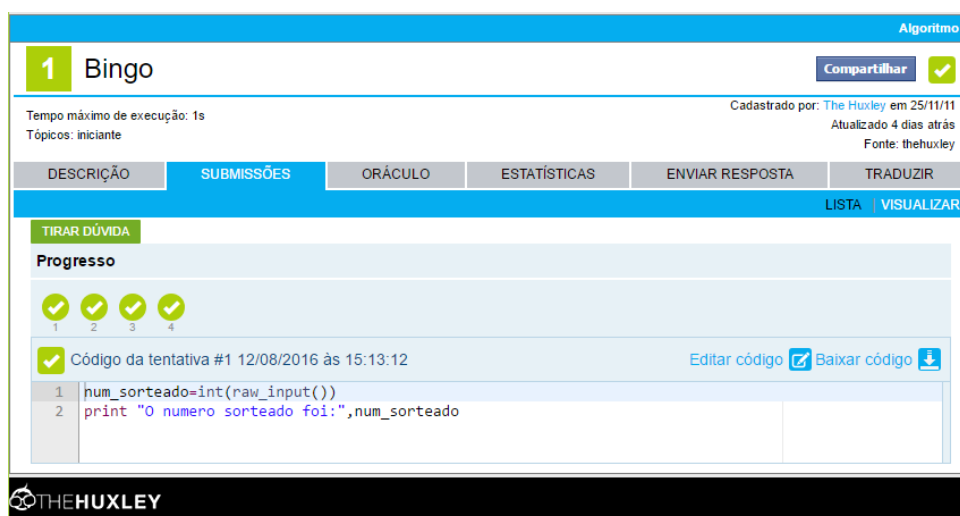 Algoritmo
1 Bingo
Compartilhar
Tempo máximo de execução: 1s
Tópicos: iniciante
Cadastrado por: The Huxley em 25/11/11
Atualizado 4 dias atrás
Fonte: thehuxley
DESCRIÇÃO SUBMISSÕES ORÁCULO ESTATÍSTICAS ENVIAR RESPOSTA TRADUZIR
LISTA | VISUALIZAR
TIRAR DÚVIDA
Progresso
1 2 3 4
Código da tentativa #1 12/08/2016 às 15:13:12
Editar código Baixar código
1 num_sorteado=int(raw_input())
2 print "O numero sorteado foi:",num_sorteado
THEHUXLEY